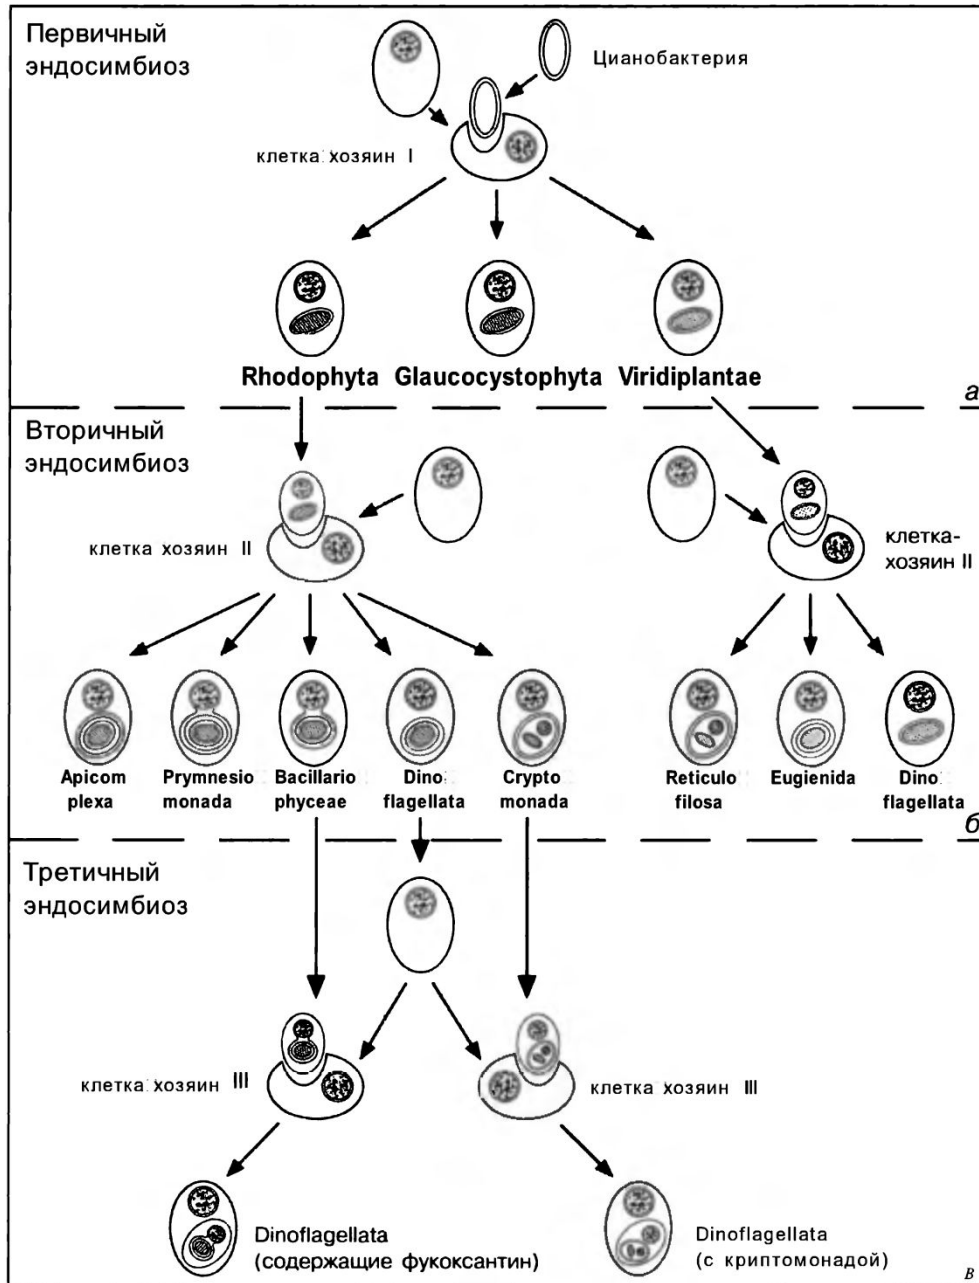 Первичный
эндосимбиоз
Цианобактерия
клетка хозяин I
Rhodophyta Glaucocystophyta Viridiplantae
а
Вторичный
эндосимбиоз
клетка хозяин II
клетка-
хозяин II
Apicom
plexa
Prymnesio
monada
Bacillario
phyceae
Dino
flagellata
Crypto
monada
Reticulo
filosa
Eugienida
Dino
flagellata
б
Третичный
эндосимбиоз
клетка хозяин III
клетка хозяин III
Dinoflagellata
(содержащие фукоксантин)
Dinoflagellata
(с криптомонадой)
в